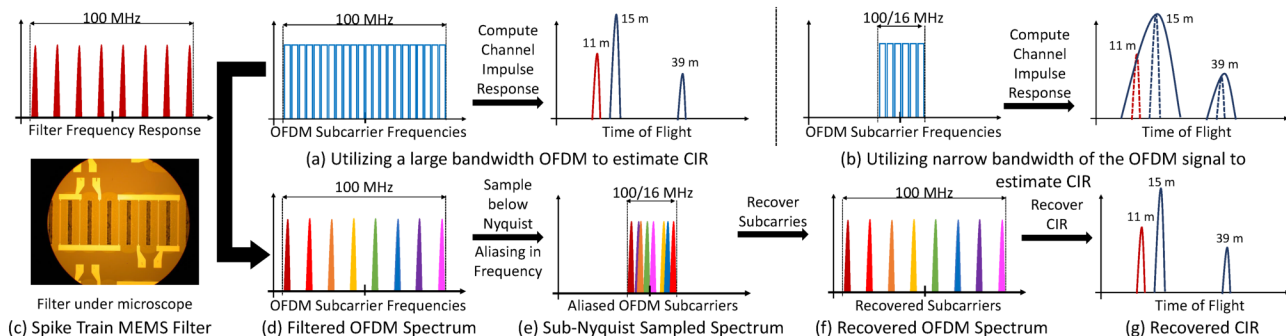 100 MHz
Filter Frequency Response
100 MHz
OFDM Subcarrier Frequencies
Compute
Channel
Impulse
Response
15 m
11 m
39 m
Time of Flight
(a) Utilizing a large bandwidth OFDM to estimate CIR
100/16 MHz
OFDM Subcarrier Frequencies
Compute
Channel
Impulse
Response
15 m
11 m
39 m
Time of Flight
(b) Utilizing narrow bandwidth of the OFDM signal to
estimate CIR
Filter under microscope
(c) Spike Train MEMS Filter
100 MHz
OFDM Subcarrier Frequencies
(d) Filtered OFDM Spectrum
Sample
below
Nyquist
Aliasing in
Frequency
100/16 MHz
Aliased OFDM Subcarriers
(e) Sub-Nyquist Sampled Spectrum
Recover
Subcarries
100 MHz
Recovered Subcarriers
(f) Recovered OFDM Spectrum
Recover
CIR
15 m
11 m
39 m
Time of Flight
(g) Recovered CIR